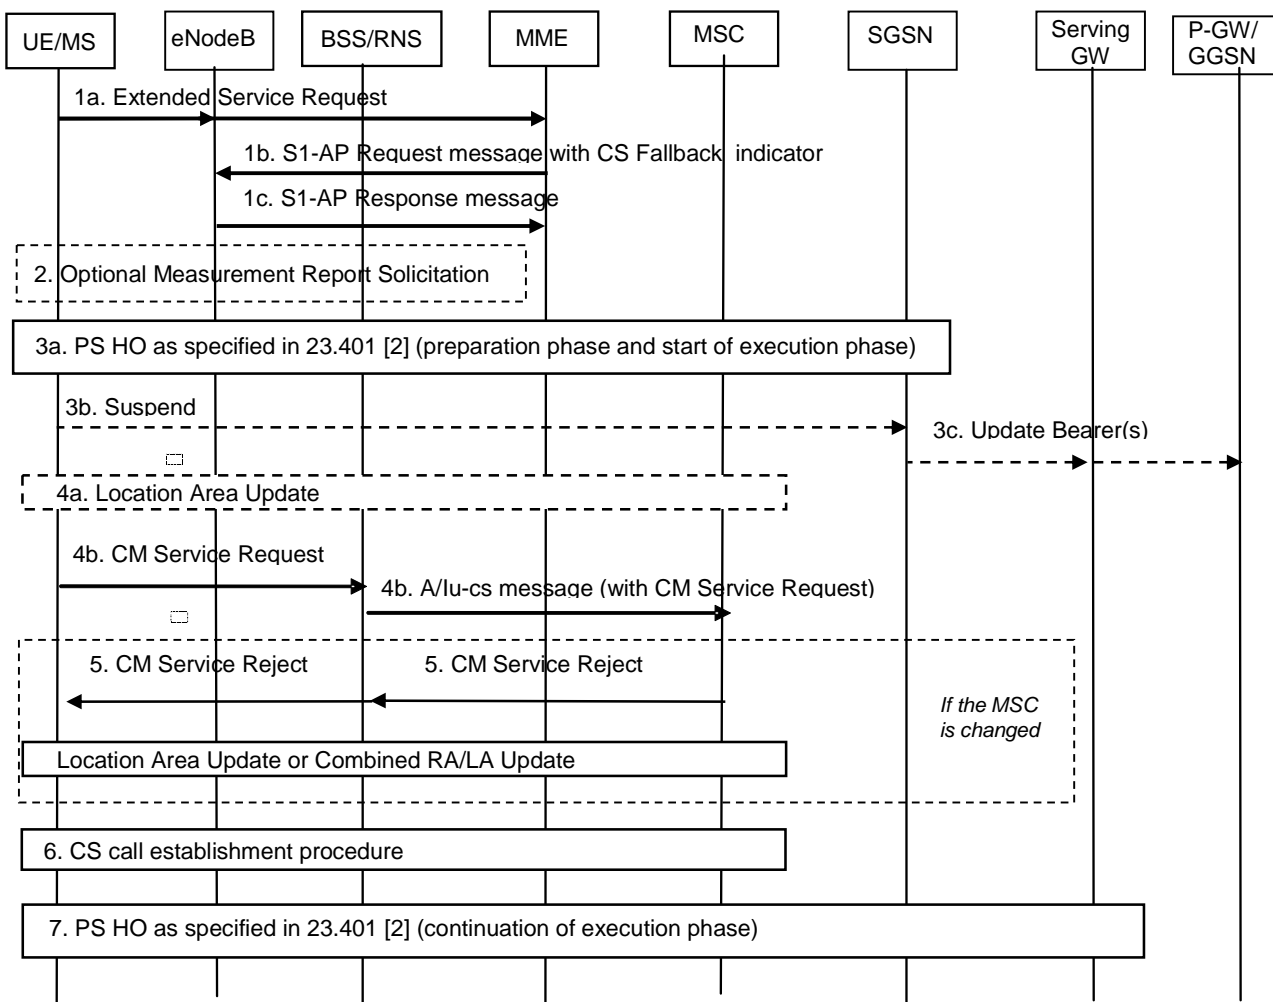 UE/MS
eNodeB
BSS/RNS
MME
MSC
SGSN
Serving
GW
P-GW/
GGSN
1a. Extended Service Request
1b. S1-AP Request message with CS Fallback indicator
1c. S1-AP Response message
2. Optional Measurement Report Solicitation
3a. PS HO as specified in 23.401 [2] (preparation phase and start of execution phase)
3b. Suspend
3c. Update Bearer(s)
4a. Location Area Update
4b. CM Service Request
4b. A/Iu-cs message (with CM Service Request)
5. CM Service Reject
5. CM Service Reject
If the MSC
is changed
Location Area Update or Combined RA/LA Update
6. CS call establishment procedure
7. PS HO as specified in 23.401 [2] (continuation of execution phase)